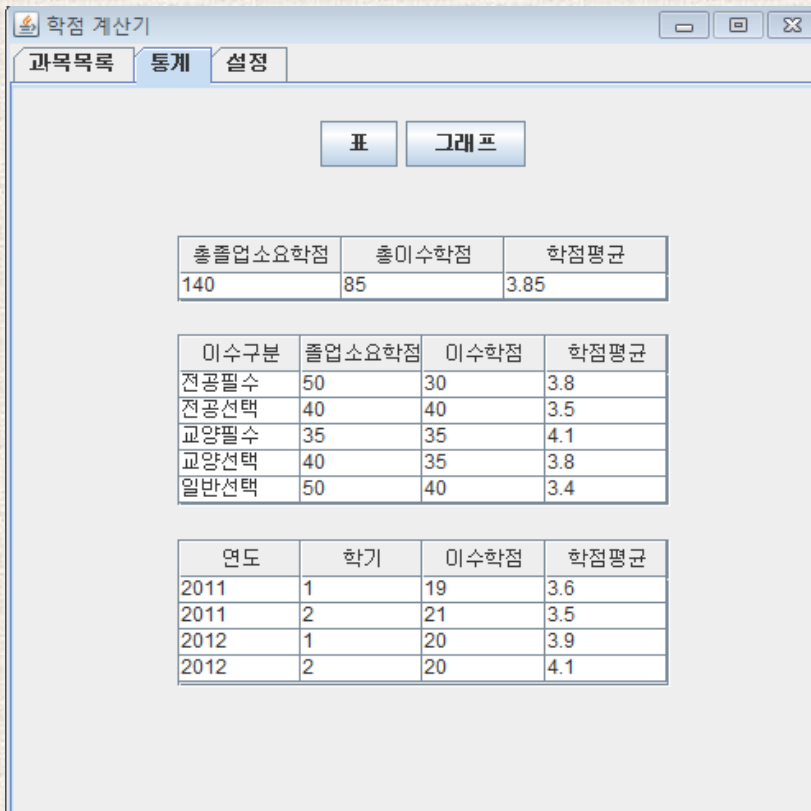 학점 계산기
과목목록 통계 설정
표 그래프
총졸업소요학점 총이수학점 학점평균
140 85 3.85
이수구분 졸업소요학점 이수학점 학점평균
전공필수 50 30 3.8
전공선택 40 40 3.5
교양필수 35 35 4.1
교양선택 40 35 3.8
일반선택 50 40 3.4
연도 학기 이수학점 학점평균
2011 1 19 3.6
2011 2 21 3.5
2012 1 20 3.9
2012 2 20 4.1